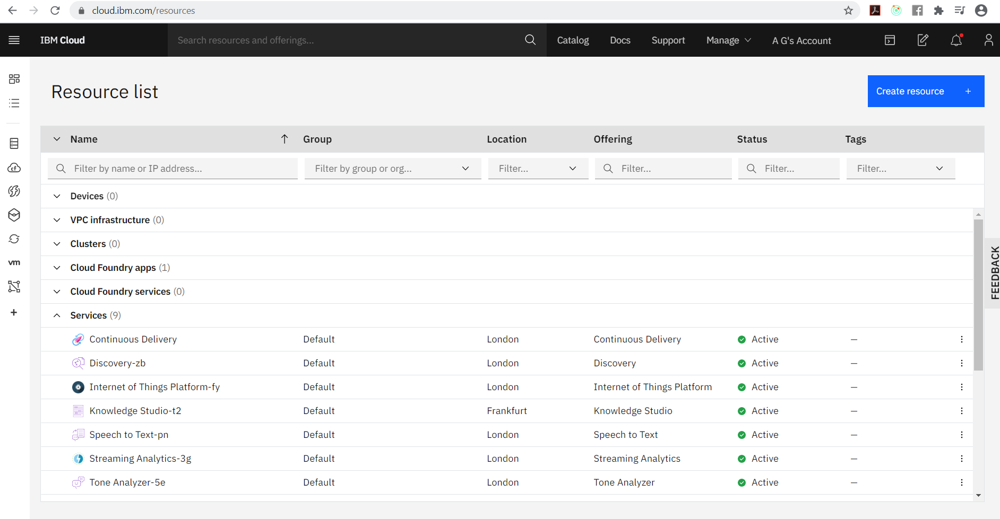 cloud.ibm.com/resources
IBM Cloud
Search resources and offerings...
Catalog
Docs
Support
Manage
A G's Account
Resource list
Create resource +
Name
Group
Location
Offering
Status
Tags
Filter by name or IP address...
Filter by group or org...
Filter...
Filter...
Filter...
Filter...
Devices (0)
VPC infrastructure (0)
Clusters (0)
Cloud Foundry apps (1)
Cloud Foundry services (0)
Services (9)
Continuous Delivery Default London Continuous Delivery Active —
Discovery-zb Default London Discovery Active —
Internet of Things Platform-fy Default London Internet of Things Platform Active —
Knowledge Studio-t2 Default Frankfurt Knowledge Studio Active —
Speech to Text-pn Default London Speech to Text Active —
Streaming Analytics-3g Default London Streaming Analytics Active —
Tone Analyzer-5e Default London Tone Analyzer Active —
cf
vm
+
FEEDBACK